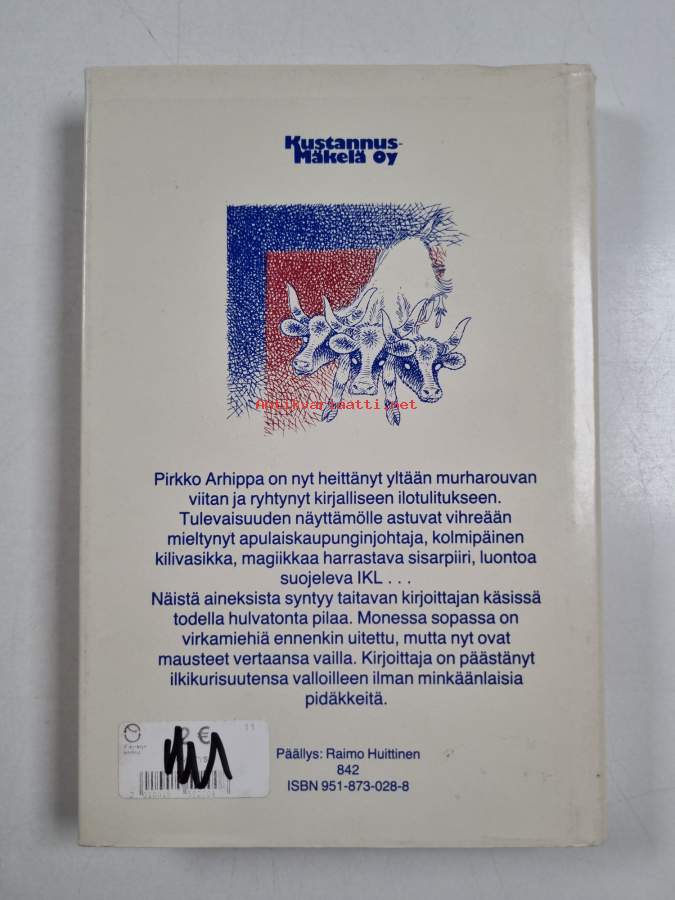 Kustannus-
Mäkelä Oy
Antikvariaatti.net
Pirkko Arhippa on nyt heittänyt yltään murharouvan
viitan ja ryhtynyt kirjalliseen ilotulitukseen.
Tulevaisuuden näyttämölle astuvat vihreään
mieltynyt apulaiskaupunginjohtaja, kolmipäinen
kilivasikka, magiikkaa harrastava sisarpiiri, luontoa
suojeleva IKL . . .
Näistä aineksista syntyy taitavan kirjoittajan käsissä
todella hulvatonta pilaa. Monessa sopassa on
virkamiehiä ennenkin uitettu, mutta nyt ovat
mausteet vertaansa vailla. Kirjoittaja on päästänyt
ilkikurisuutensa valloilleen ilman minkäänlaisia
pidäkkeitä.
€
11
Päällys: Raimo Huittinen
842
ISBN 951-873-028-8